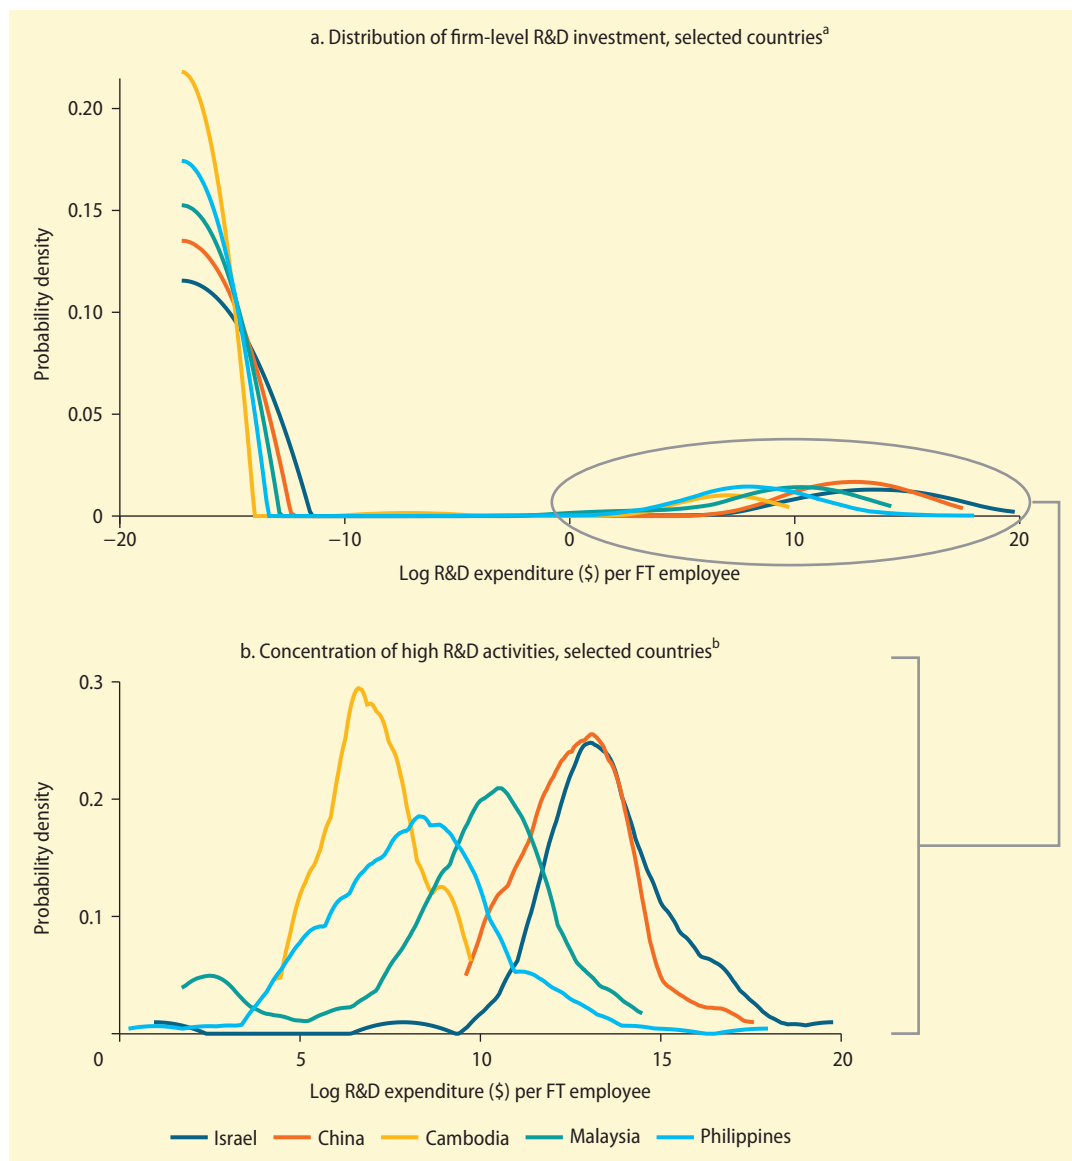 a. Distribution of firm-level R&D investment, selected countriesa
0.20
0.15
0.10
0.05
0
Probability density
−20
−10
0
10
20
Log R&D expenditure ($) per FT employee
b. Concentration of high R&D activities, selected countriesb
0.3
0.2
0.1
Probability density
0
5
10
15
20
Log R&D expenditure ($) per FT employee
Israel
China
Cambodia
Malaysia
Philippines